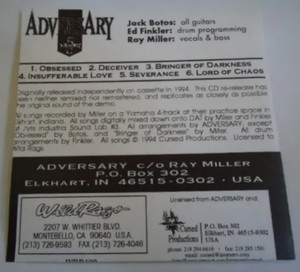 ADVERSARY
Jack Botos: all guitars
Ed Finkler: drum programming
Ray Miller: vocals & bass
1. OBSESSED 2. DECEIVER 3. BRINGER OF DARKNESS
4. INSUFFERABLE LOVE 5. SEVERANCE 6. LORD OF CHAOS
Originally released independently on cassette in 1994. This CD re-release has
been neither remixed nor remastered, and replicates as closely as possible
the original sound of the demo.
All songs recorded by Miller on a Yamaha 4-track at their practice space in
Elkhart, Indiana. All songs digitally mixed down onto DAT by Miller and Finkler
at Arts Industria Sound Lab #3. All songs arranged by ADVERSARY, except
"Obsessed" by Botos, and "Bringer of Darkness" by Miller. All drum
arrangements by Finkler. All songs © 1994 Cursed Productions. Licensed to
Wild Rags.
ADVERSARY C/O RAY MILLER
P.O. BOX 302
ELKHART, IN 46515-0302 • USA
Wild Rags
2207 W. WHITTIER BLVD.
MONTEBELLO, CA 90640
(213) 726-9593 FAX (213) 726-4046
Licensed from ADVERSARY and
Cursed
Productions
P.O. BOX 302
Elkhart, IN 46515-0302
USA